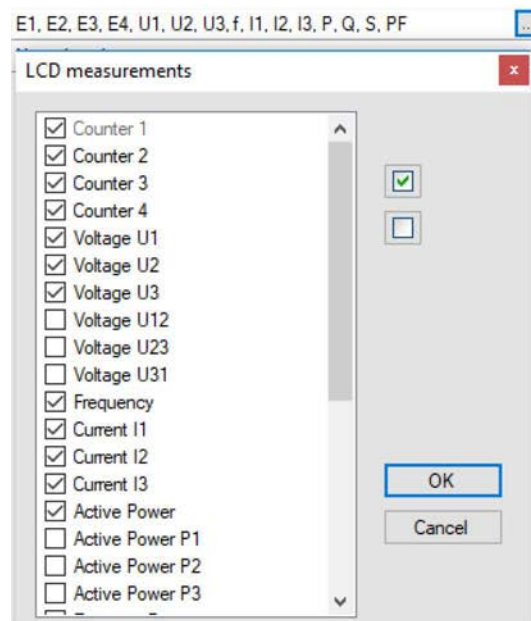 E1, E2, E3, E4, U1, U2, U3, f, I1, I2, I3, P, Q, S, PF
LCD measurements
Counter 1
Counter 2
Counter 3
Counter 4
Voltage U1
Voltage U2
Voltage U3
Voltage U12
Voltage U23
Voltage U31
Frequency
Current I1
Current I2
Current I3
Active Power
Active Power P1
Active Power P2
Active Power P3
OK
Cancel